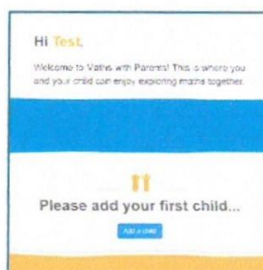 Hi Test,
Welcome to Maths with Parents! This is where you
and your child can enjoy exploring maths together.
Please add your first child...
Add a child